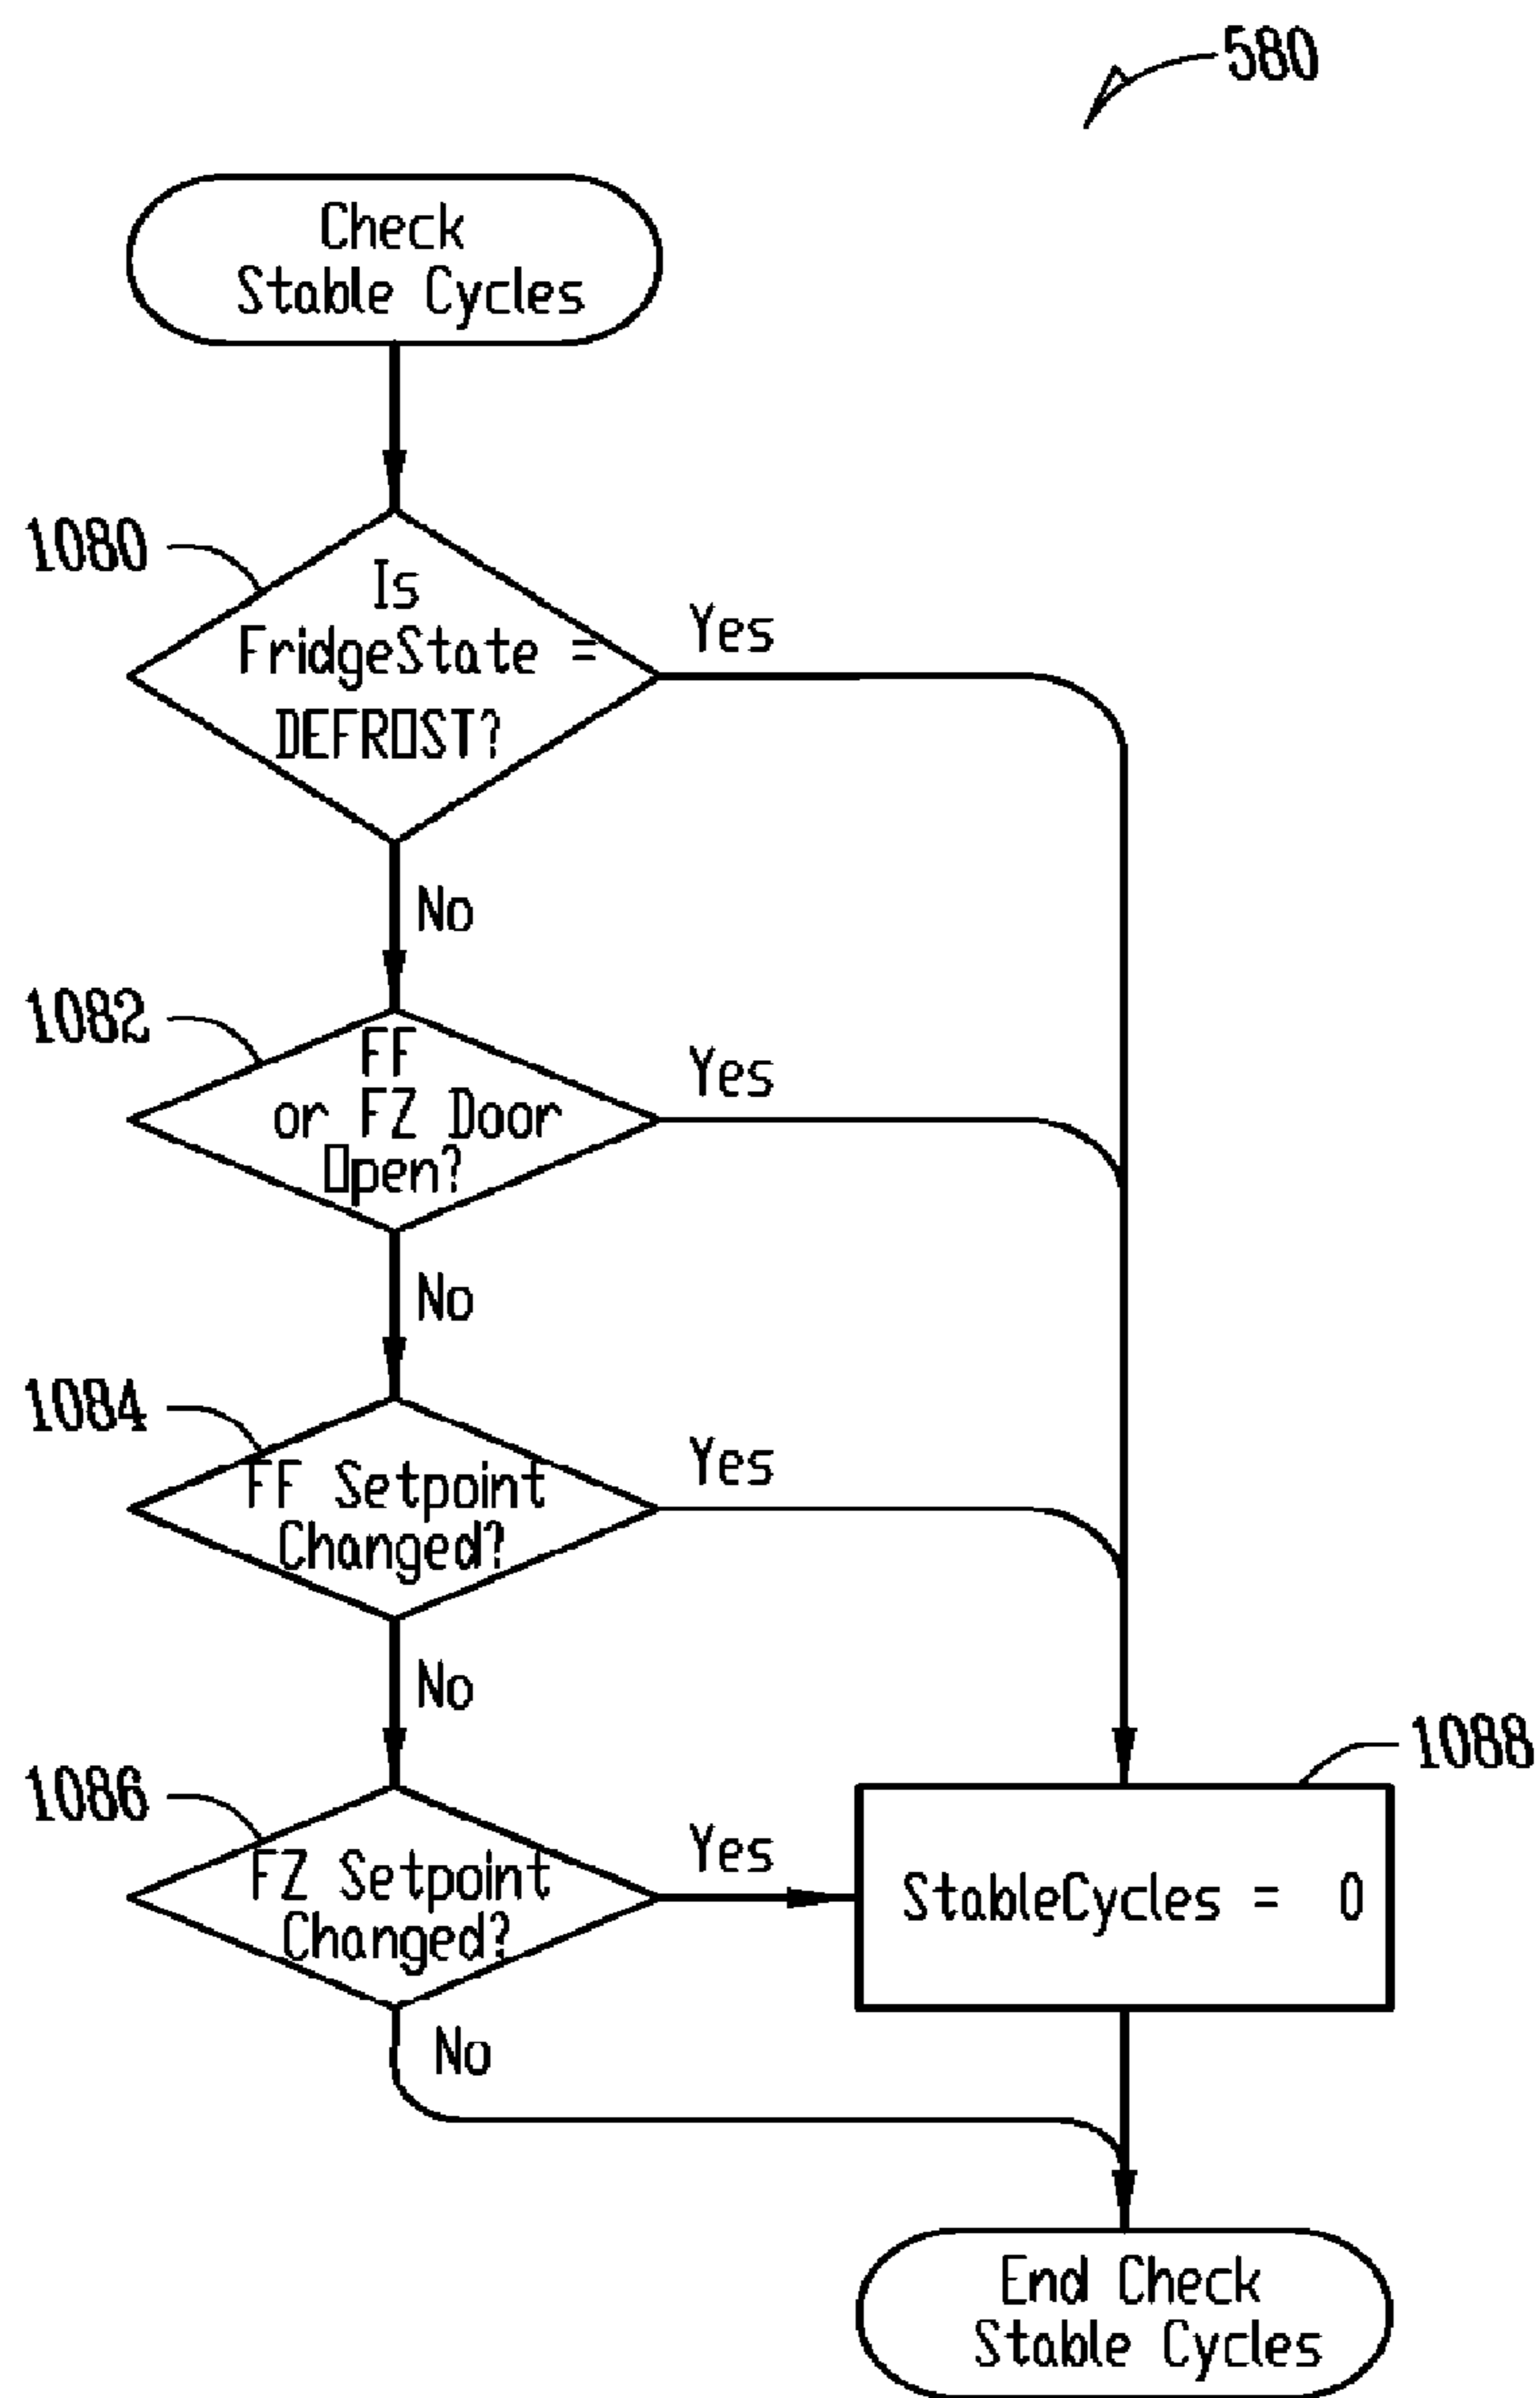 580
Check
Stable Cycles
1080
Is
FridgeState =
DEFROST?
Yes
No
1082
FF
or FZ Door
Open?
Yes
No
1084
FF Setpoint
Changed?
Yes
No
1086
FZ Setpoint
Changed?
Yes
No
1088
StableCycles = 0
End Check
Stable Cycles